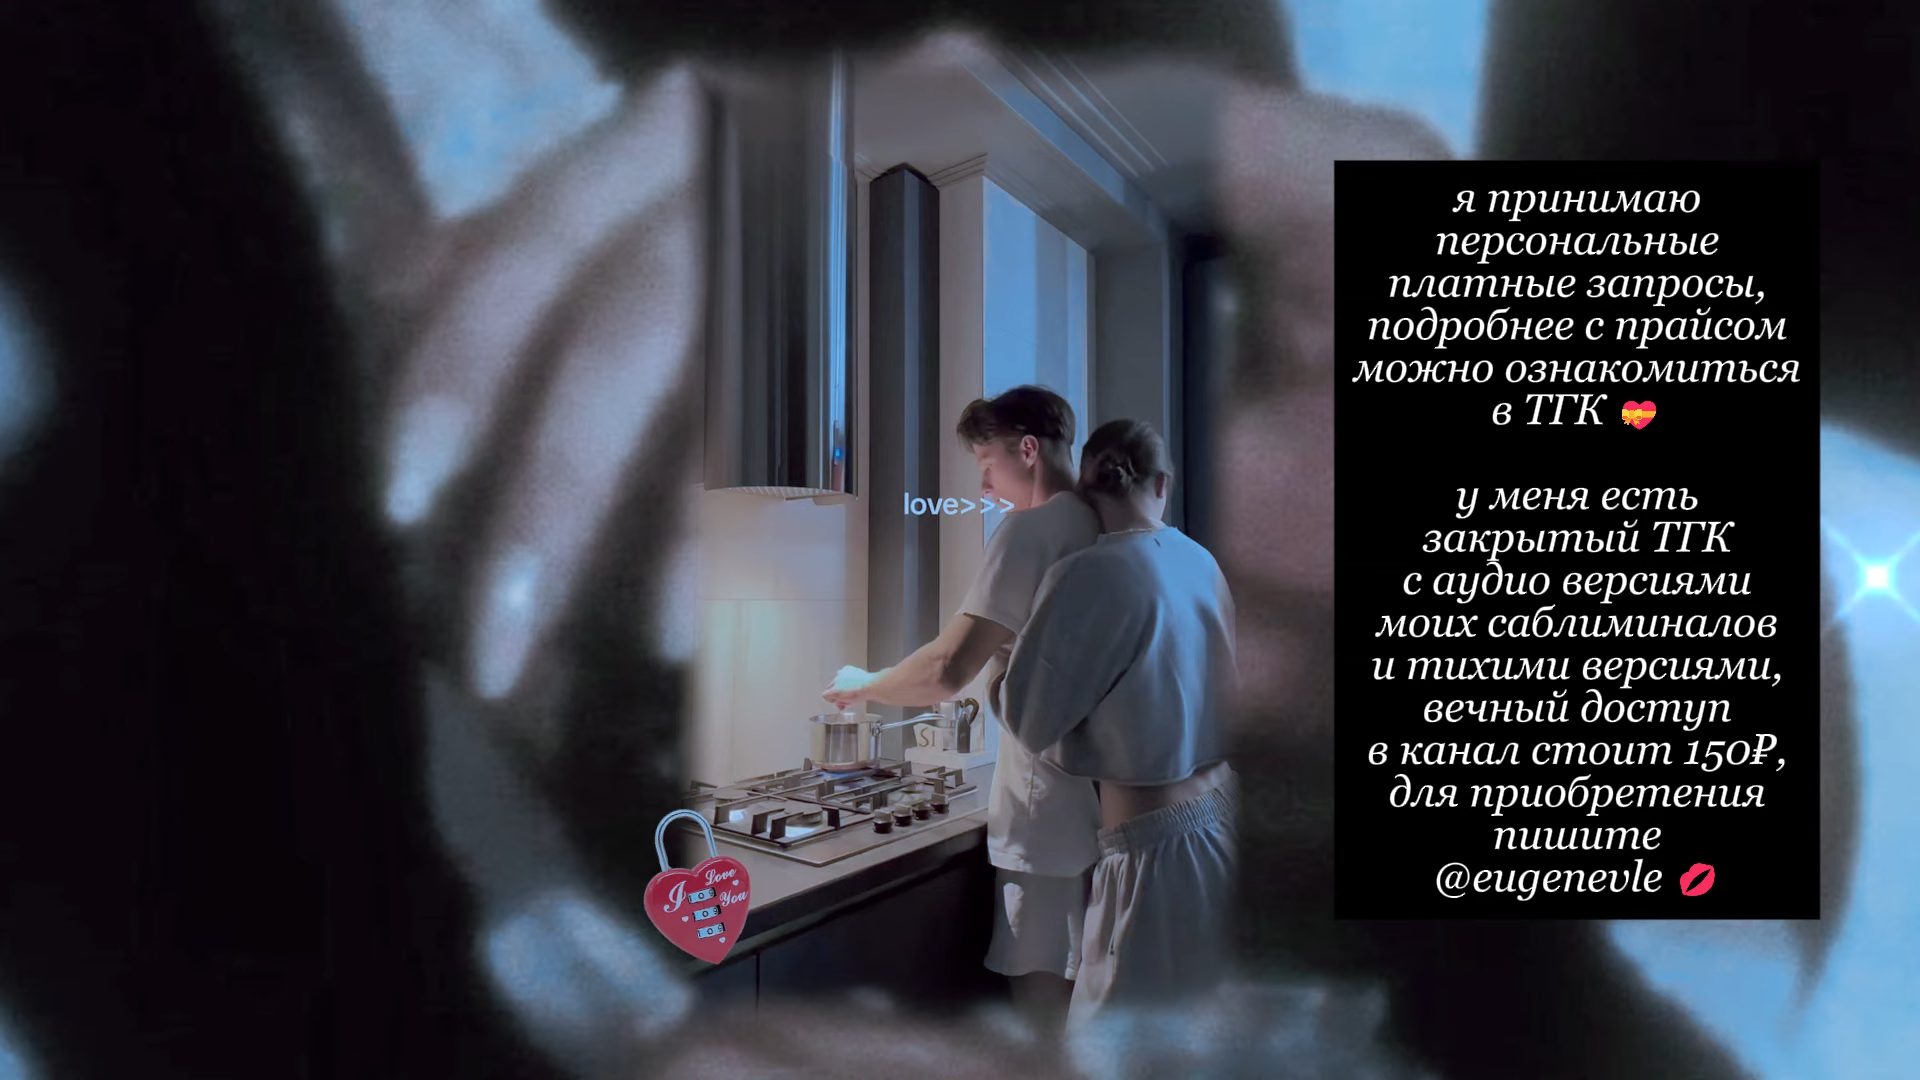 love>>>
SI
I Love
You
я принимаю
персональные
платные запросы,
подробнее с прайсом
можно ознакомиться
в ТГК 💝
у меня есть
закрытый ТГК
с аудио версиями
моих саблиминалов
и тихими версиями,
вечный доступ
в канал стоит 150₽,
для приобретения
пишите
@eugenevle 💋